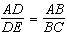 AD/DE = AB/BC